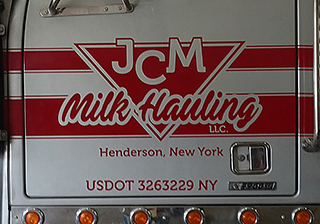 JCM
Milk Hauling
LLC.
Henderson, New York
USDOT 3263229 NY